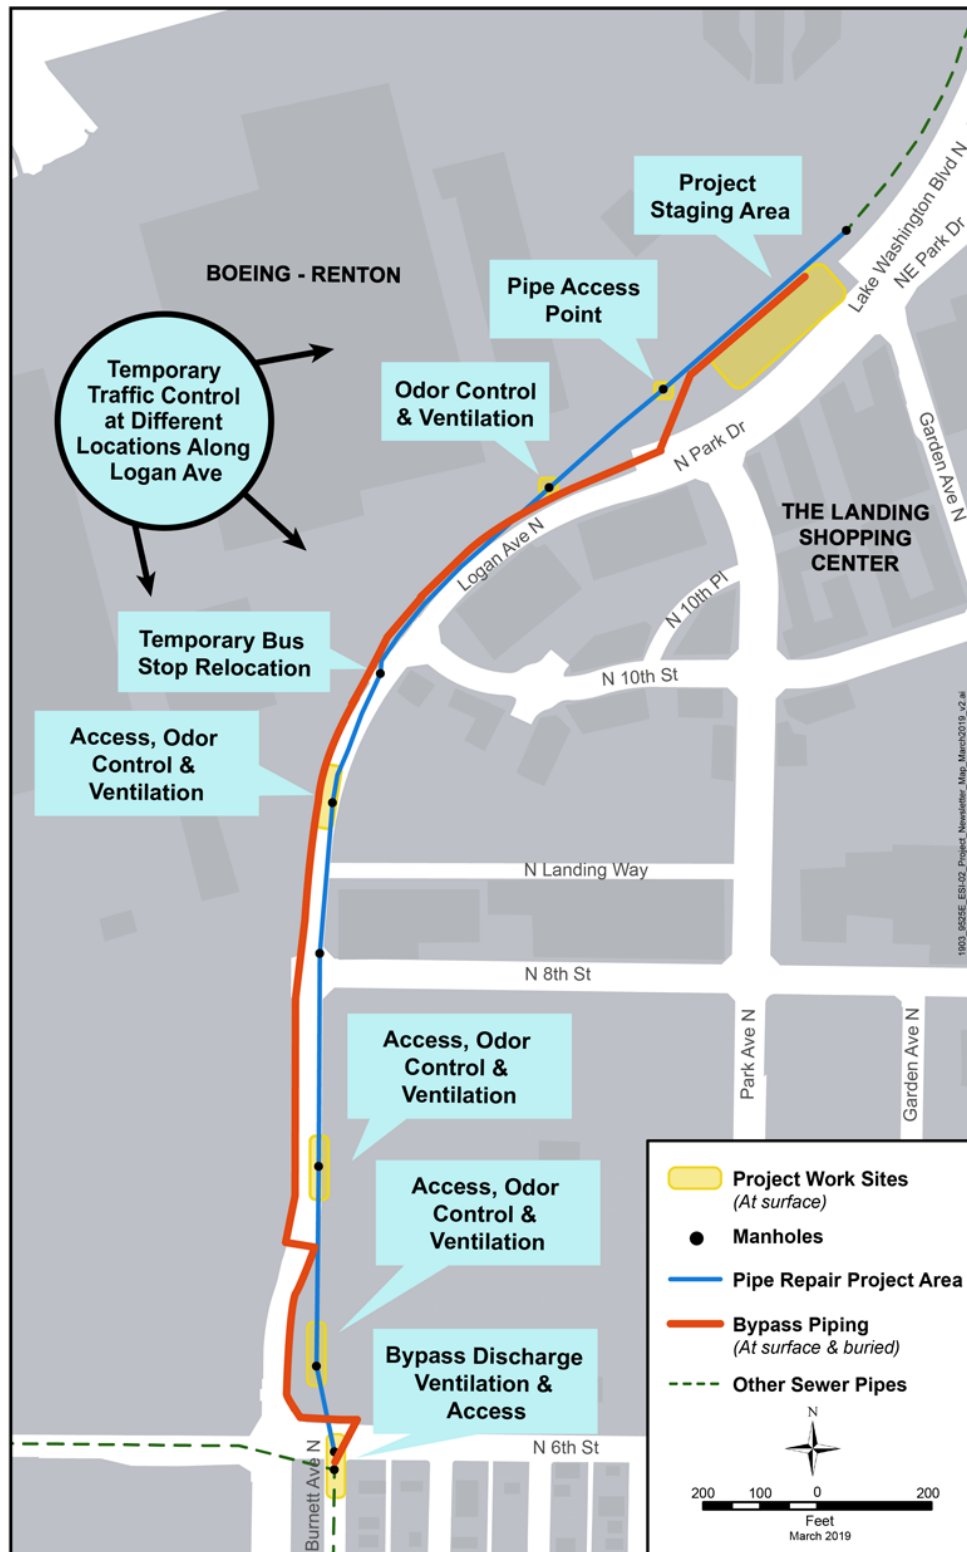 Project
Staging Area
Lake Washington Blvd N
NE Park Dr
BOEING - RENTON
Pipe Access
Point
Temporary
Traffic Control
at Different
Locations Along
Logan Ave
Odor Control
& Ventilation
N Park Dr
Garden Ave N
THE LANDING
SHOPPING
CENTER
Logan Ave N
N 10th Pl
Temporary Bus
Stop Relocation
N 10th St
Access, Odor
Control &
Ventilation
1903_9525E_ESI-02_Project_Newsletter_Map_March2019_v2.ai
N Landing Way
N 8th St
Access, Odor
Control &
Ventilation
Park Ave N
Garden Ave N
Access, Odor
Control &
Ventilation
Bypass Discharge
Ventilation &
Access
N 6th St
Burnett Ave N
Project Work Sites
(At surface)
Manholes
Pipe Repair Project Area
Bypass Piping
(At surface & buried)
Other Sewer Pipes
N
200 100 0 200
Feet
March 2019